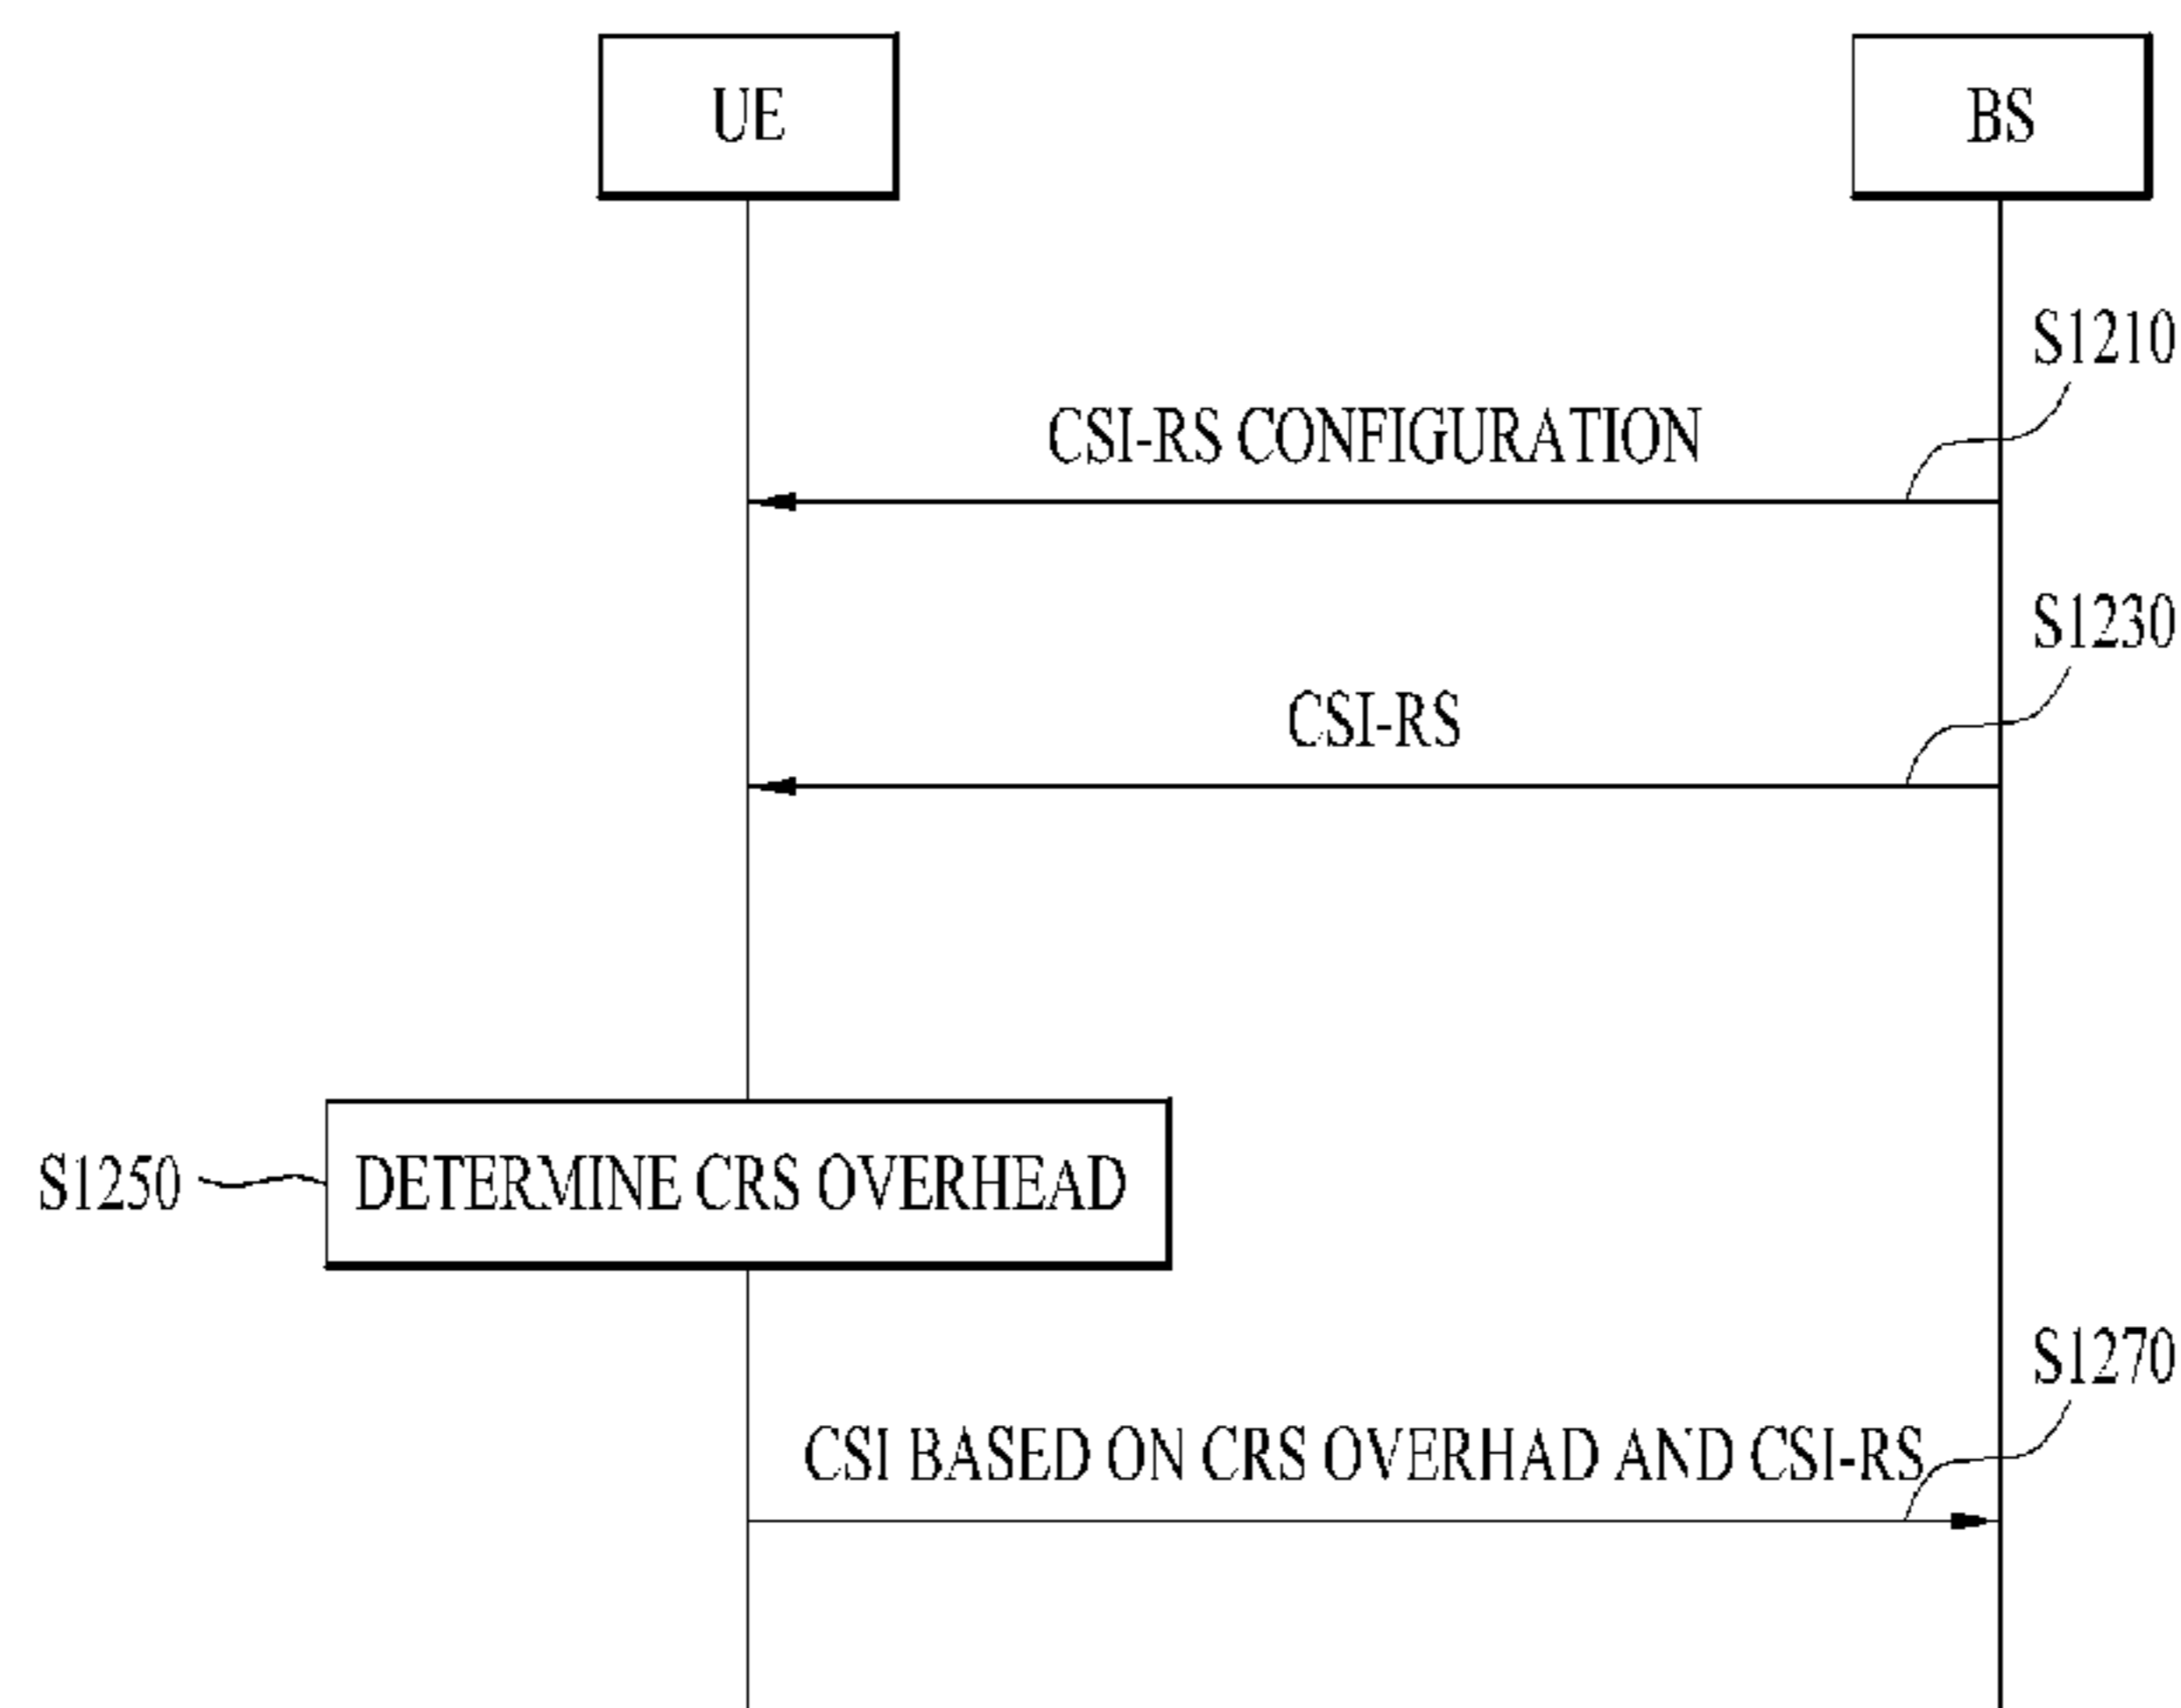 UE
BS
S1210
CSI-RS CONFIGURATION
S1230
CSI-RS
S1250
DETERMINE CRS OVERHEAD
S1270
CSI BASED ON CRS OVERHAD AND CSI-RS